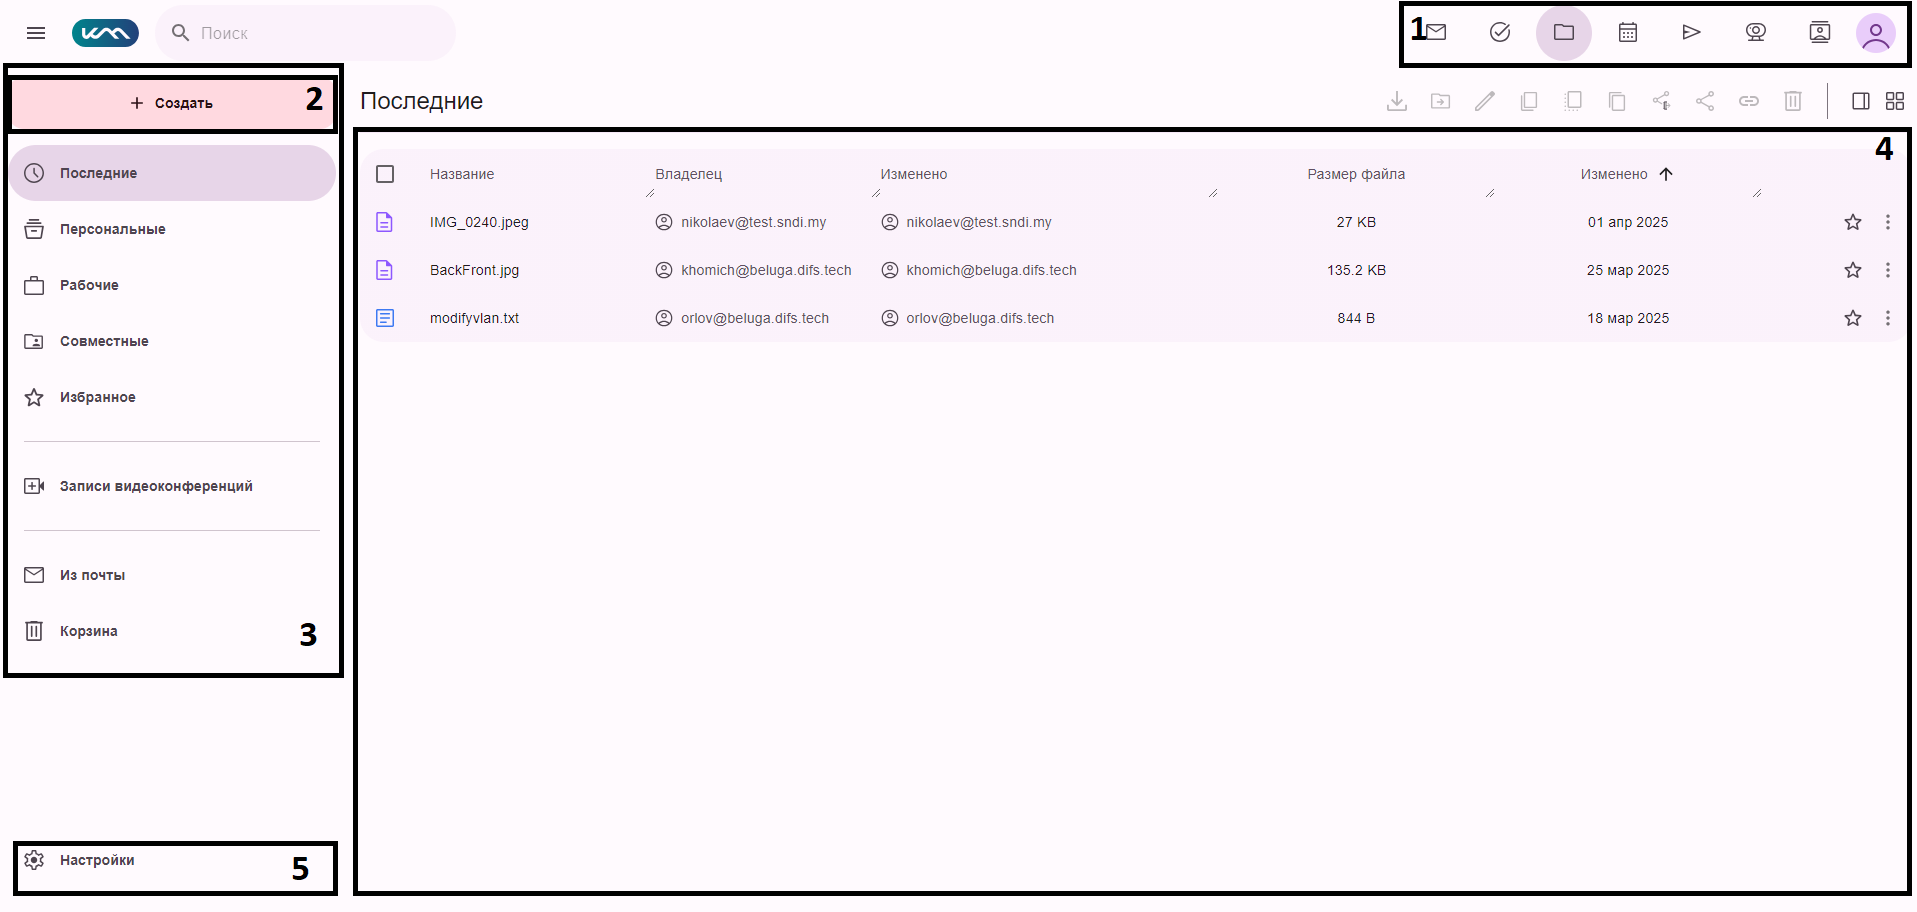 Поиск
1
Создать
2
Последние
Последние
Персональные
Рабочие
Совместные
Избранное
Записи видеоконференций
Из почты
Корзина
3
Настройки
5
4
Название Владелец Изменено Размер файла Изменено
IMG_0240.jpeg nikolaev@test.sndi.my nikolaev@test.sndi.my 27 KB 01 апр 2025
BackFront.jpg khomich@beluga.difs.tech khomich@beluga.difs.tech 135.2 KB 25 мар 2025
modifyvlan.txt orlov@beluga.difs.tech orlov@beluga.difs.tech 844 B 18 мар 2025